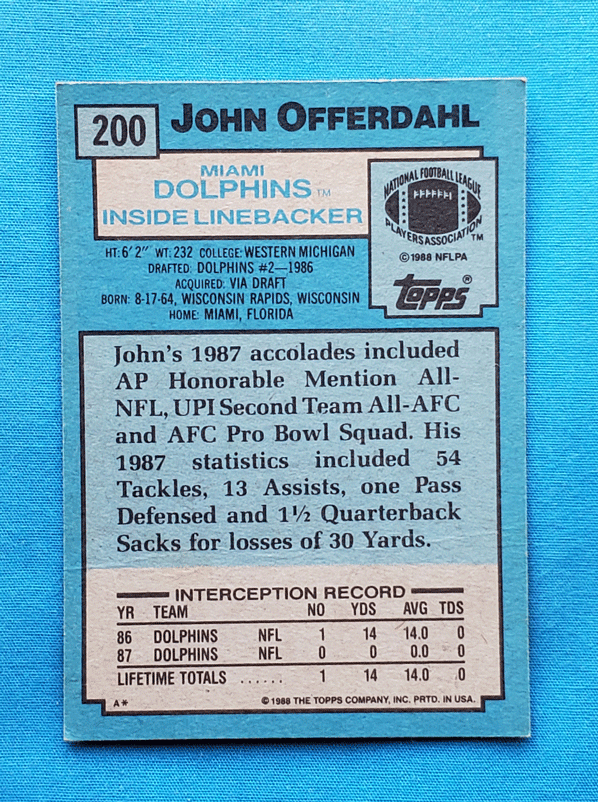 200
JOHN OFFERDAHL
MIAMI
DOLPHINS TM
INSIDE LINEBACKER
NATIONAL FOOTBALL LEAGUE
PLAYERS ASSOCIATION TM
© 1988 NFLPA
Topps®
HT: 6' 2" WT: 232 COLLEGE: WESTERN MICHIGAN
DRAFTED: DOLPHINS #2—1986
ACQUIRED: VIA DRAFT
BORN: 8-17-64, WISCONSIN RAPIDS, WISCONSIN
HOME: MIAMI, FLORIDA
John's 1987 accolades included
AP Honorable Mention All-
NFL, UPI Second Team All-AFC
and AFC Pro Bowl Squad. His
1987 statistics included 54
Tackles, 13 Assists, one Pass
Defensed and 1½ Quarterback
Sacks for losses of 30 Yards.
INTERCEPTION RECORD
YR TEAM NO YDS AVG TDS
86 DOLPHINS NFL 1 14 14.0 0
87 DOLPHINS NFL 0 0 0.0 0
LIFETIME TOTALS ...... 1 14 14.0 0
A* © 1988 THE TOPPS COMPANY, INC. PRTD. IN USA.